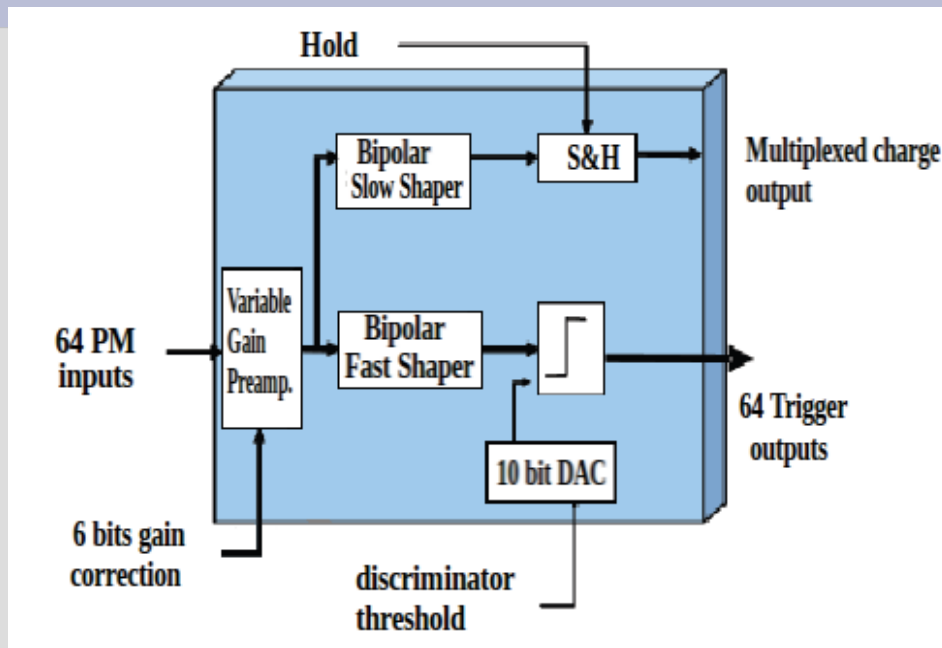 Hold
Bipolar
Slow Shaper
S&H
Multiplexed charge
output
Variable
Gain
Preamp.
64 PM
inputs
Bipolar
Fast Shaper
64 Trigger
outputs
10 bit DAC
6 bits gain
correction
discriminator
threshold